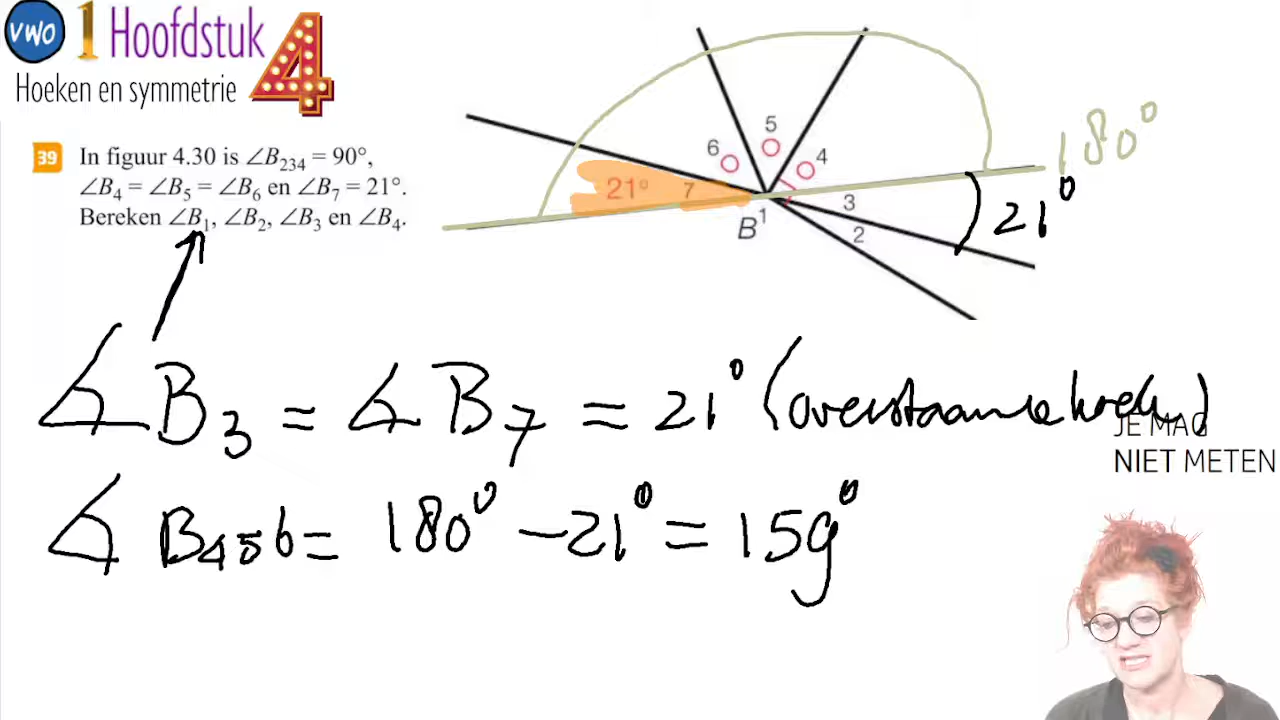 VWO 1 Hoofdstuk 4
Hoeken en symmetrie
39 In figuur 4.30 is ∠B₂₃₄ = 90°,
∠B₄ = ∠B₅ = ∠B₆ en ∠B₇ = 21°.
Bereken ∠B₁, ∠B₂, ∠B₃ en ∠B₄.
5
6
4
180°
21°
7
3
21°
B
1
2
∠B₃ = ∠B₇ = 21° (overstaande hoek)
JE MAG
NIET METEN
∠B₄₅₆ = 180° - 21° = 159°